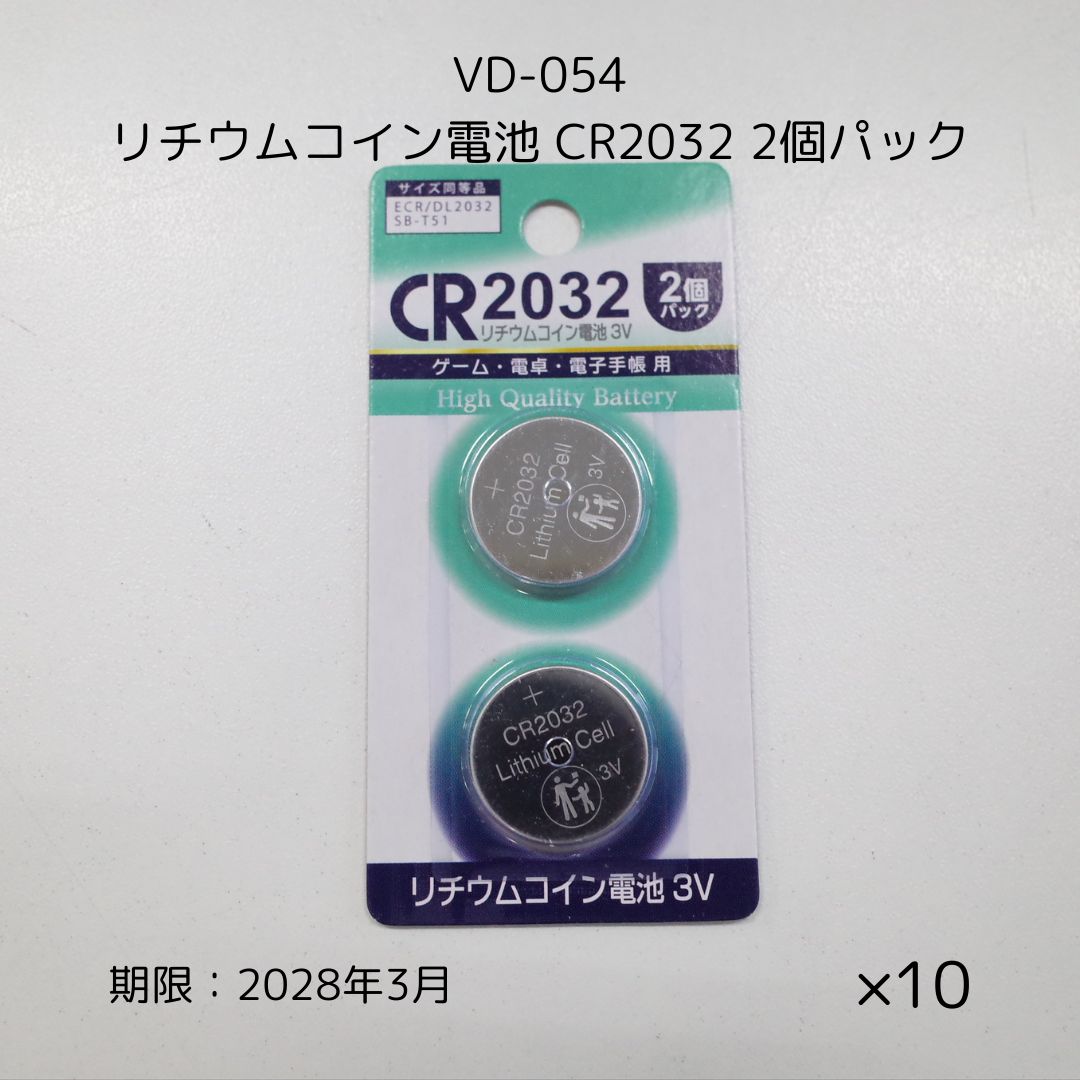 VD-054
リチウムコイン電池 CR2032 2個パック
サイズ同等品
ECR/DL2032
SB-T51
CR2032
2個
パック
リチウムコイン電池 3V
ゲーム・電卓・電子手帳 用
High Quality Battery
+
CR2032
Lithium Cell
3V
+
CR2032
Lithium Cell
3V
リチウムコイン電池 3V
期限：2028年3月
×10